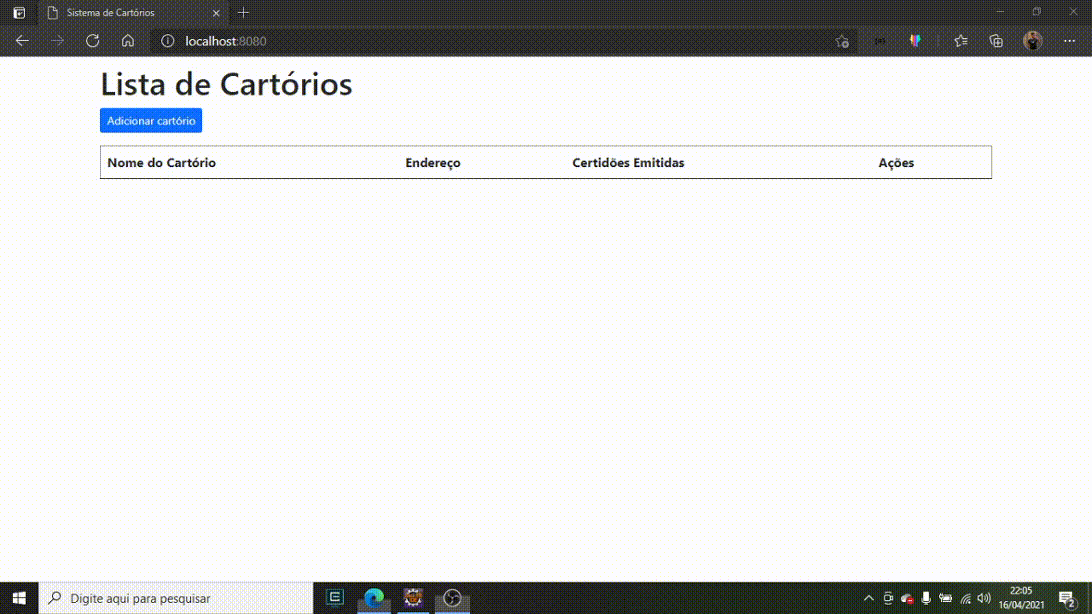 Sistema de Cartórios
localhost:8080
Lista de Cartórios
Adicionar cartório
Nome do Cartório Endereço Certidões Emitidas Ações
Digite aqui para pesquisar
22:05
16/04/2021
2